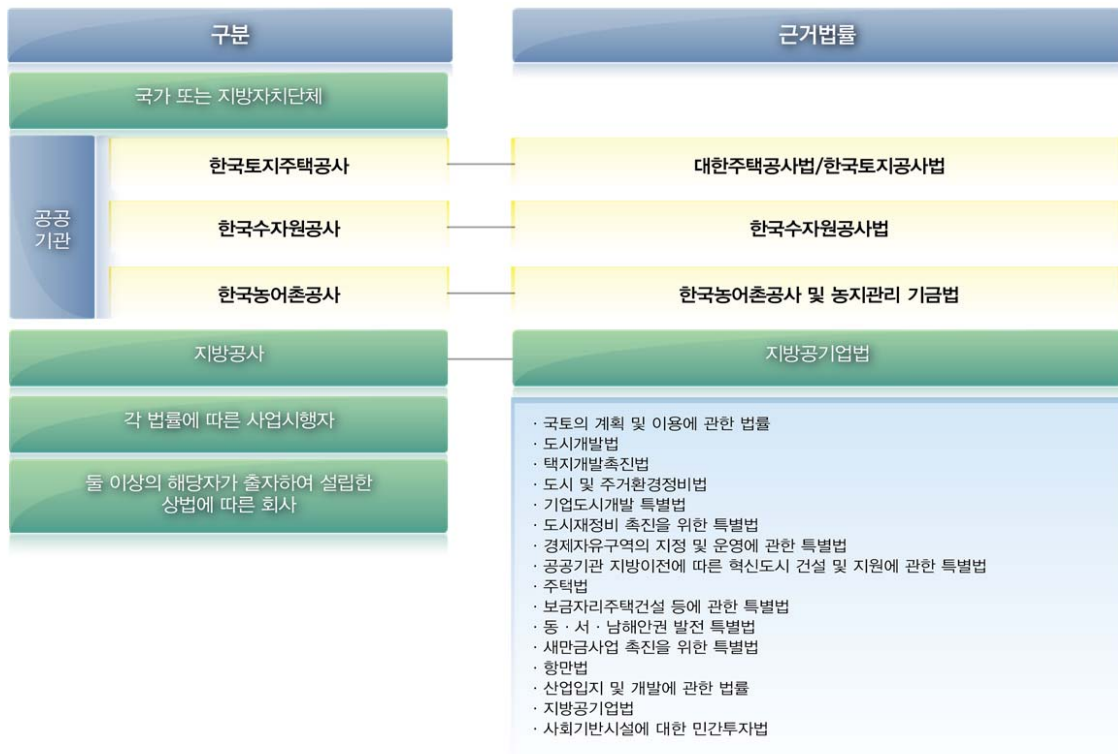 구분
근거법률
국가 또는 지방자치단체
공공
기관
한국토지주택공사
대한주택공사법/한국토지공사법
한국수자원공사
한국수자원공사법
한국농어촌공사
한국농어촌공사 및 농지관리 기금법
지방공사
지방공기업법
각 법률에 따른 사업시행자
둘 이상의 해당자가 출자하여 설립한
상법에 따른 회사
· 국토의 계획 및 이용에 관한 법률
· 도시개발법
· 택지개발촉진법
· 도시 및 주거환경정비법
· 기업도시개발 특별법
· 도시재정비 촉진을 위한 특별법
· 경제자유구역의 지정 및 운영에 관한 특별법
· 공공기관 지방이전에 따른 혁신도시 건설 및 지원에 관한 특별법
· 주택법
· 보금자리주택건설 등에 관한 특별법
· 동 · 서 · 남해안권 발전 특별법
· 새만금사업 촉진을 위한 특별법
· 항만법
· 산업입지 및 개발에 관한 법률
· 지방공기업법
· 사회기반시설에 대한 민간투자법